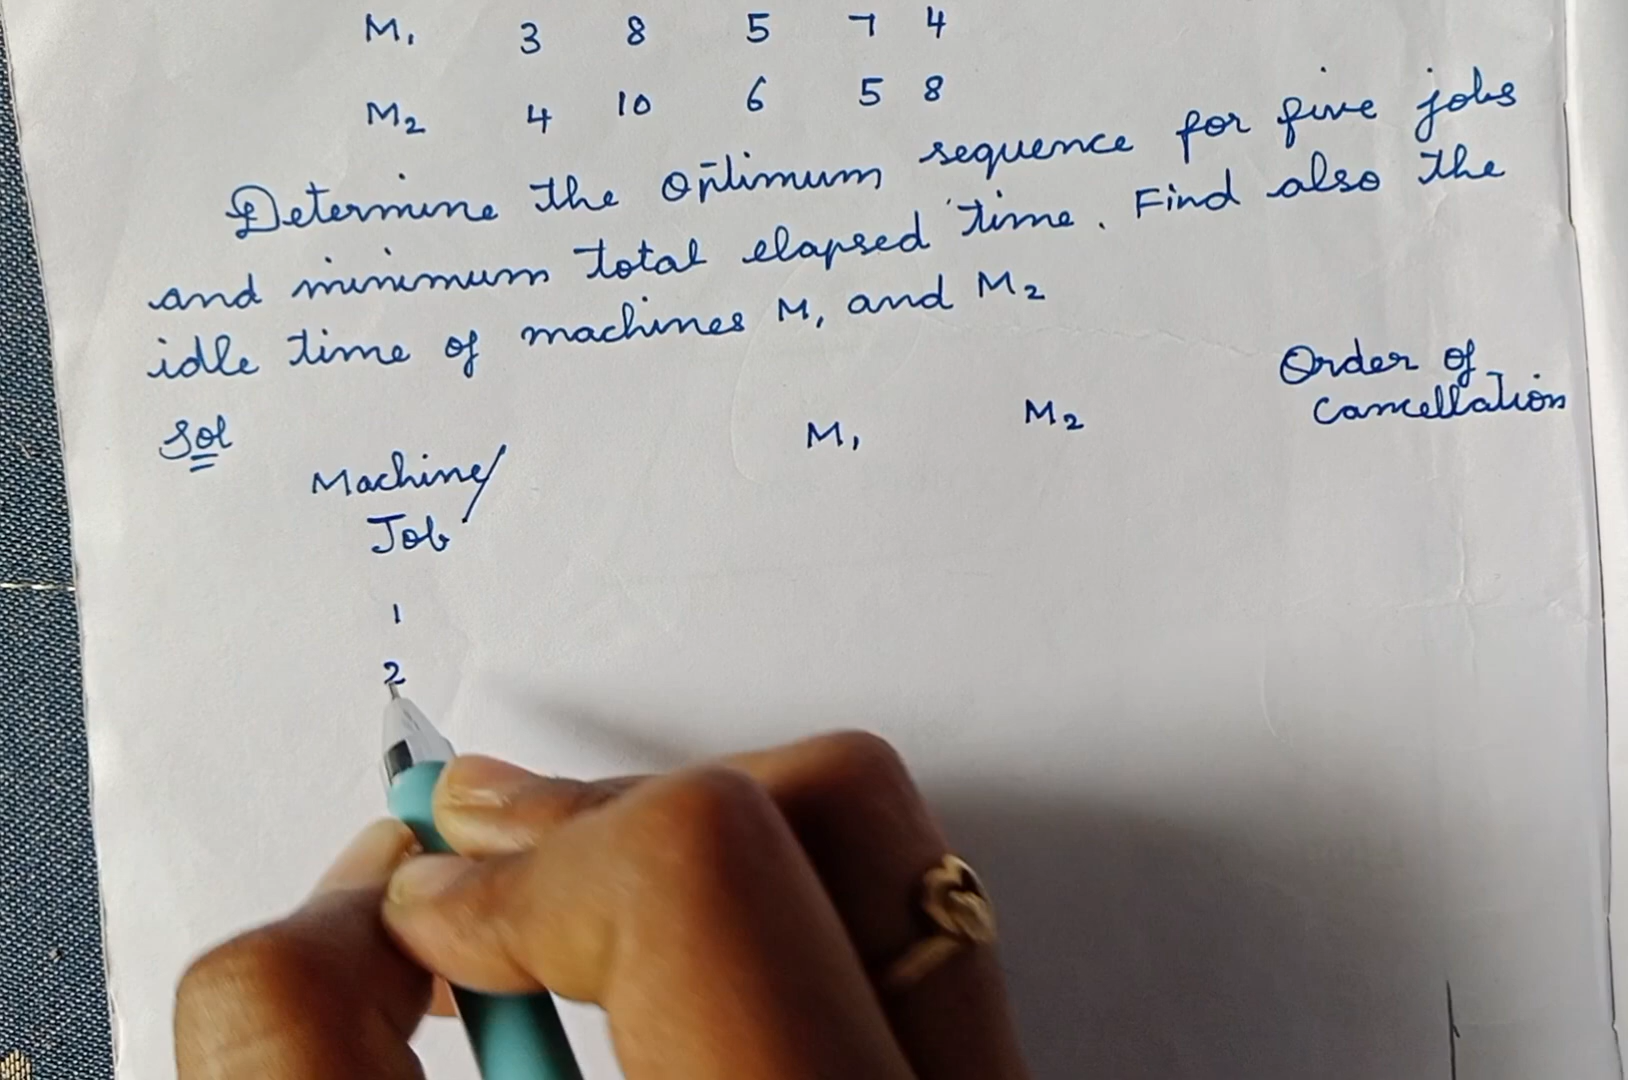 M1 3 8 5 7 4
M2 4 10 6 5 8
Determine the optimum sequence for five jobs
and minimum total elapsed time. Find also the
idle time of machines M1 and M2
Sol
Machine/ M1 M2 Order of
Job Cancellation
1
2